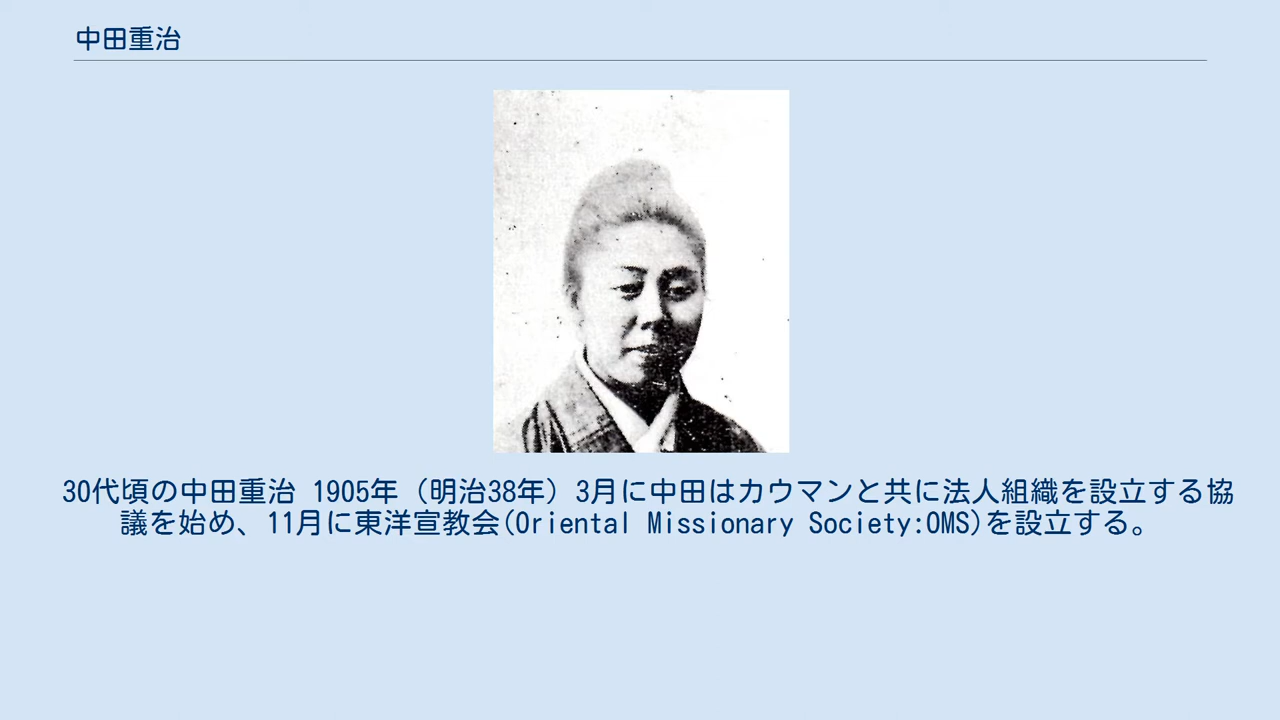 中田重治
30代頃の中田重治 1905年（明治38年）3月に中田はカウマンと共に法人組織を設立する協
議を始め、11月に東洋宣教会(Oriental Missionary Society:OMS)を設立する。